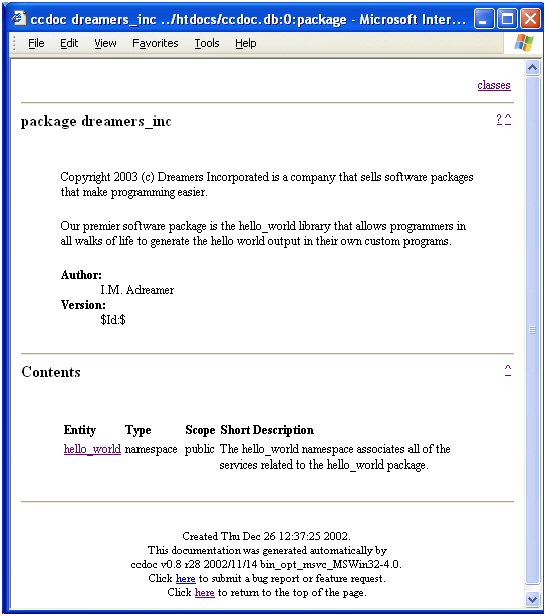 ccdoc dreamers_inc ../htdocs/ccdoc.db:0:package - Microsoft Inter...
File Edit View Favorites Tools Help
classes
package dreamers_inc ? ^
Copyright 2003 (c) Dreamers Incorporated is a company that sells software packages
that make programming easier.
Our premier software package is the hello_world library that allows programmers in
all walks of life to generate the hello world output in their own custom programs.
Author:
I.M. Adreamer
Version:
$Id:$
Contents ^
Entity Type Scope Short Description
hello_world namespace public The hello_world namespace associates all of the
services related to the hello_world package.
Created Thu Dec 26 12:37:25 2002.
This documentation was generated automatically by
ccdoc v0.8 r28 2002/11/14 bin_opt_msvc_MSWin32-4.0.
Click here to submit a bug report or feature request.
Click here to return to the top of the page.